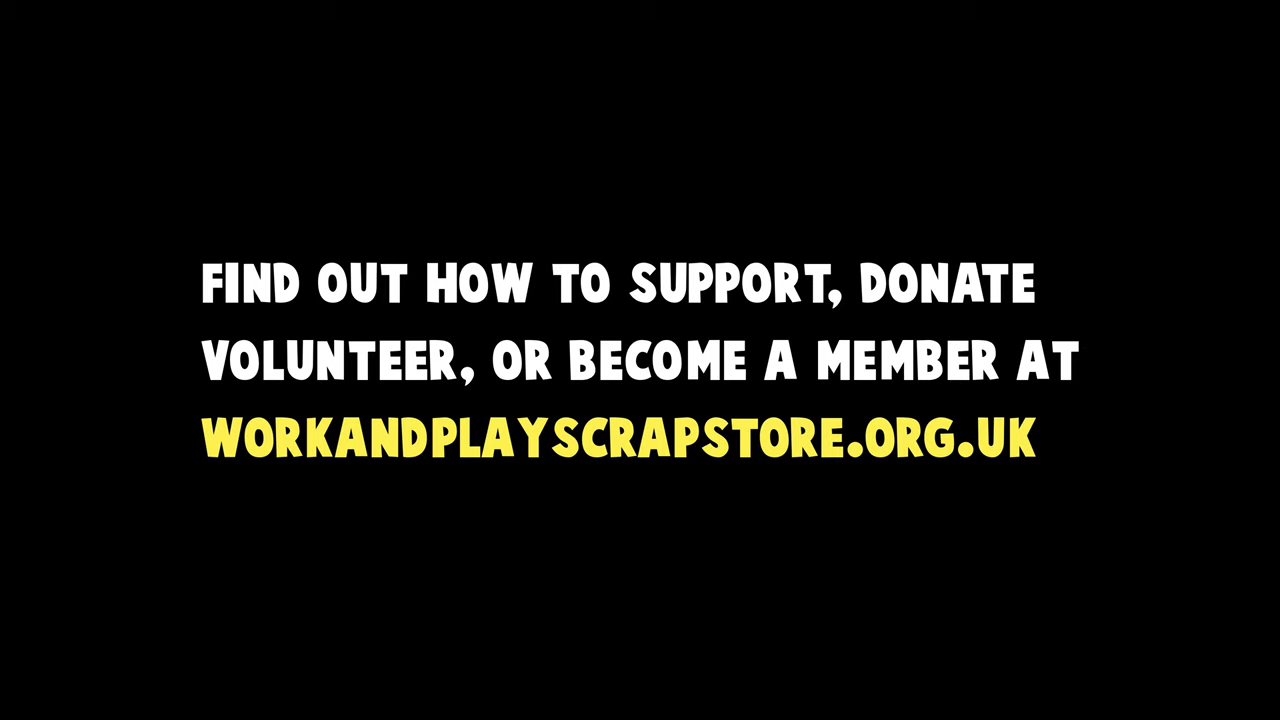 FIND OUT HOW TO SUPPORT, DONATE
VOLUNTEER, OR BECOME A MEMBER AT
WORKANDPLAYSCRAPSTORE.ORG.UK